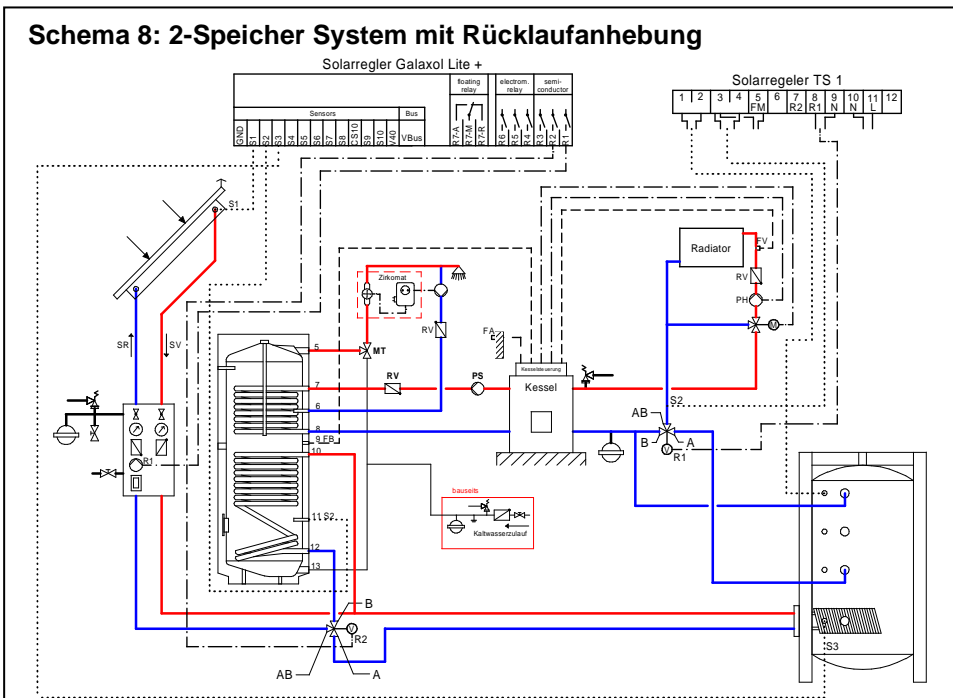 Schema 8: 2-Speicher System mit Rücklaufanhebung
Solarregler Galaxol Lite +
floating relay
electrom. relay
semi-conductor
Sensors
Bus
GND S1 S2 S3 S4 S5 S6 S7 S8 CS10 S9 S10 V40 VBus R7-A R7-M R7-R R6 R5 R4 R3 R2 R1
Solarregeler TS 1
1 2 3 4 5 6 7 8 9 10 11 12
FM R2 R1 N N L
S1
SR
SV
R1
Zirkomat
RV
MT
5
7
6
8
9 FB
10
11 S2
12
13
RV
PS
FA
Kesselsteuerung
Kessel
Radiator
FV
RV
PH
M
S2
AB
B
A
V
R1
bauseits
Kaltwasserzulauf
B
V
R2
AB
A
S3